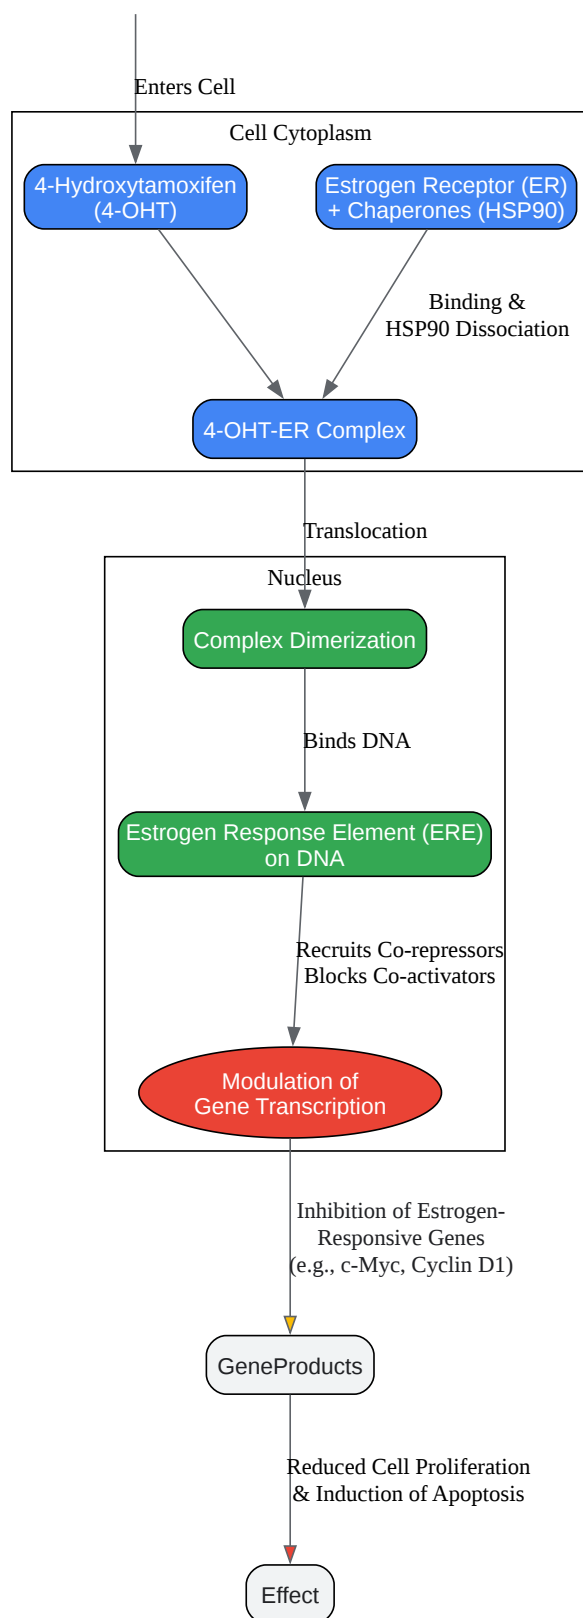 Enters Cell
Cell Cytoplasm
4-Hydroxytamoxifen
(4-OHT)
Estrogen Receptor (ER)
+ Chaperones (HSP90)
Binding &
HSP90 Dissociation
4-OHT-ER Complex
Translocation
Nucleus
Complex Dimerization
Binds DNA
Estrogen Response Element (ERE)
on DNA
Recruits Co-repressors
Blocks Co-activators
Modulation of
Gene Transcription
Inhibition of Estrogen-
Responsive Genes
(e.g., c-Myc, Cyclin D1)
GeneProducts
Reduced Cell Proliferation
& Induction of Apoptosis
Effect